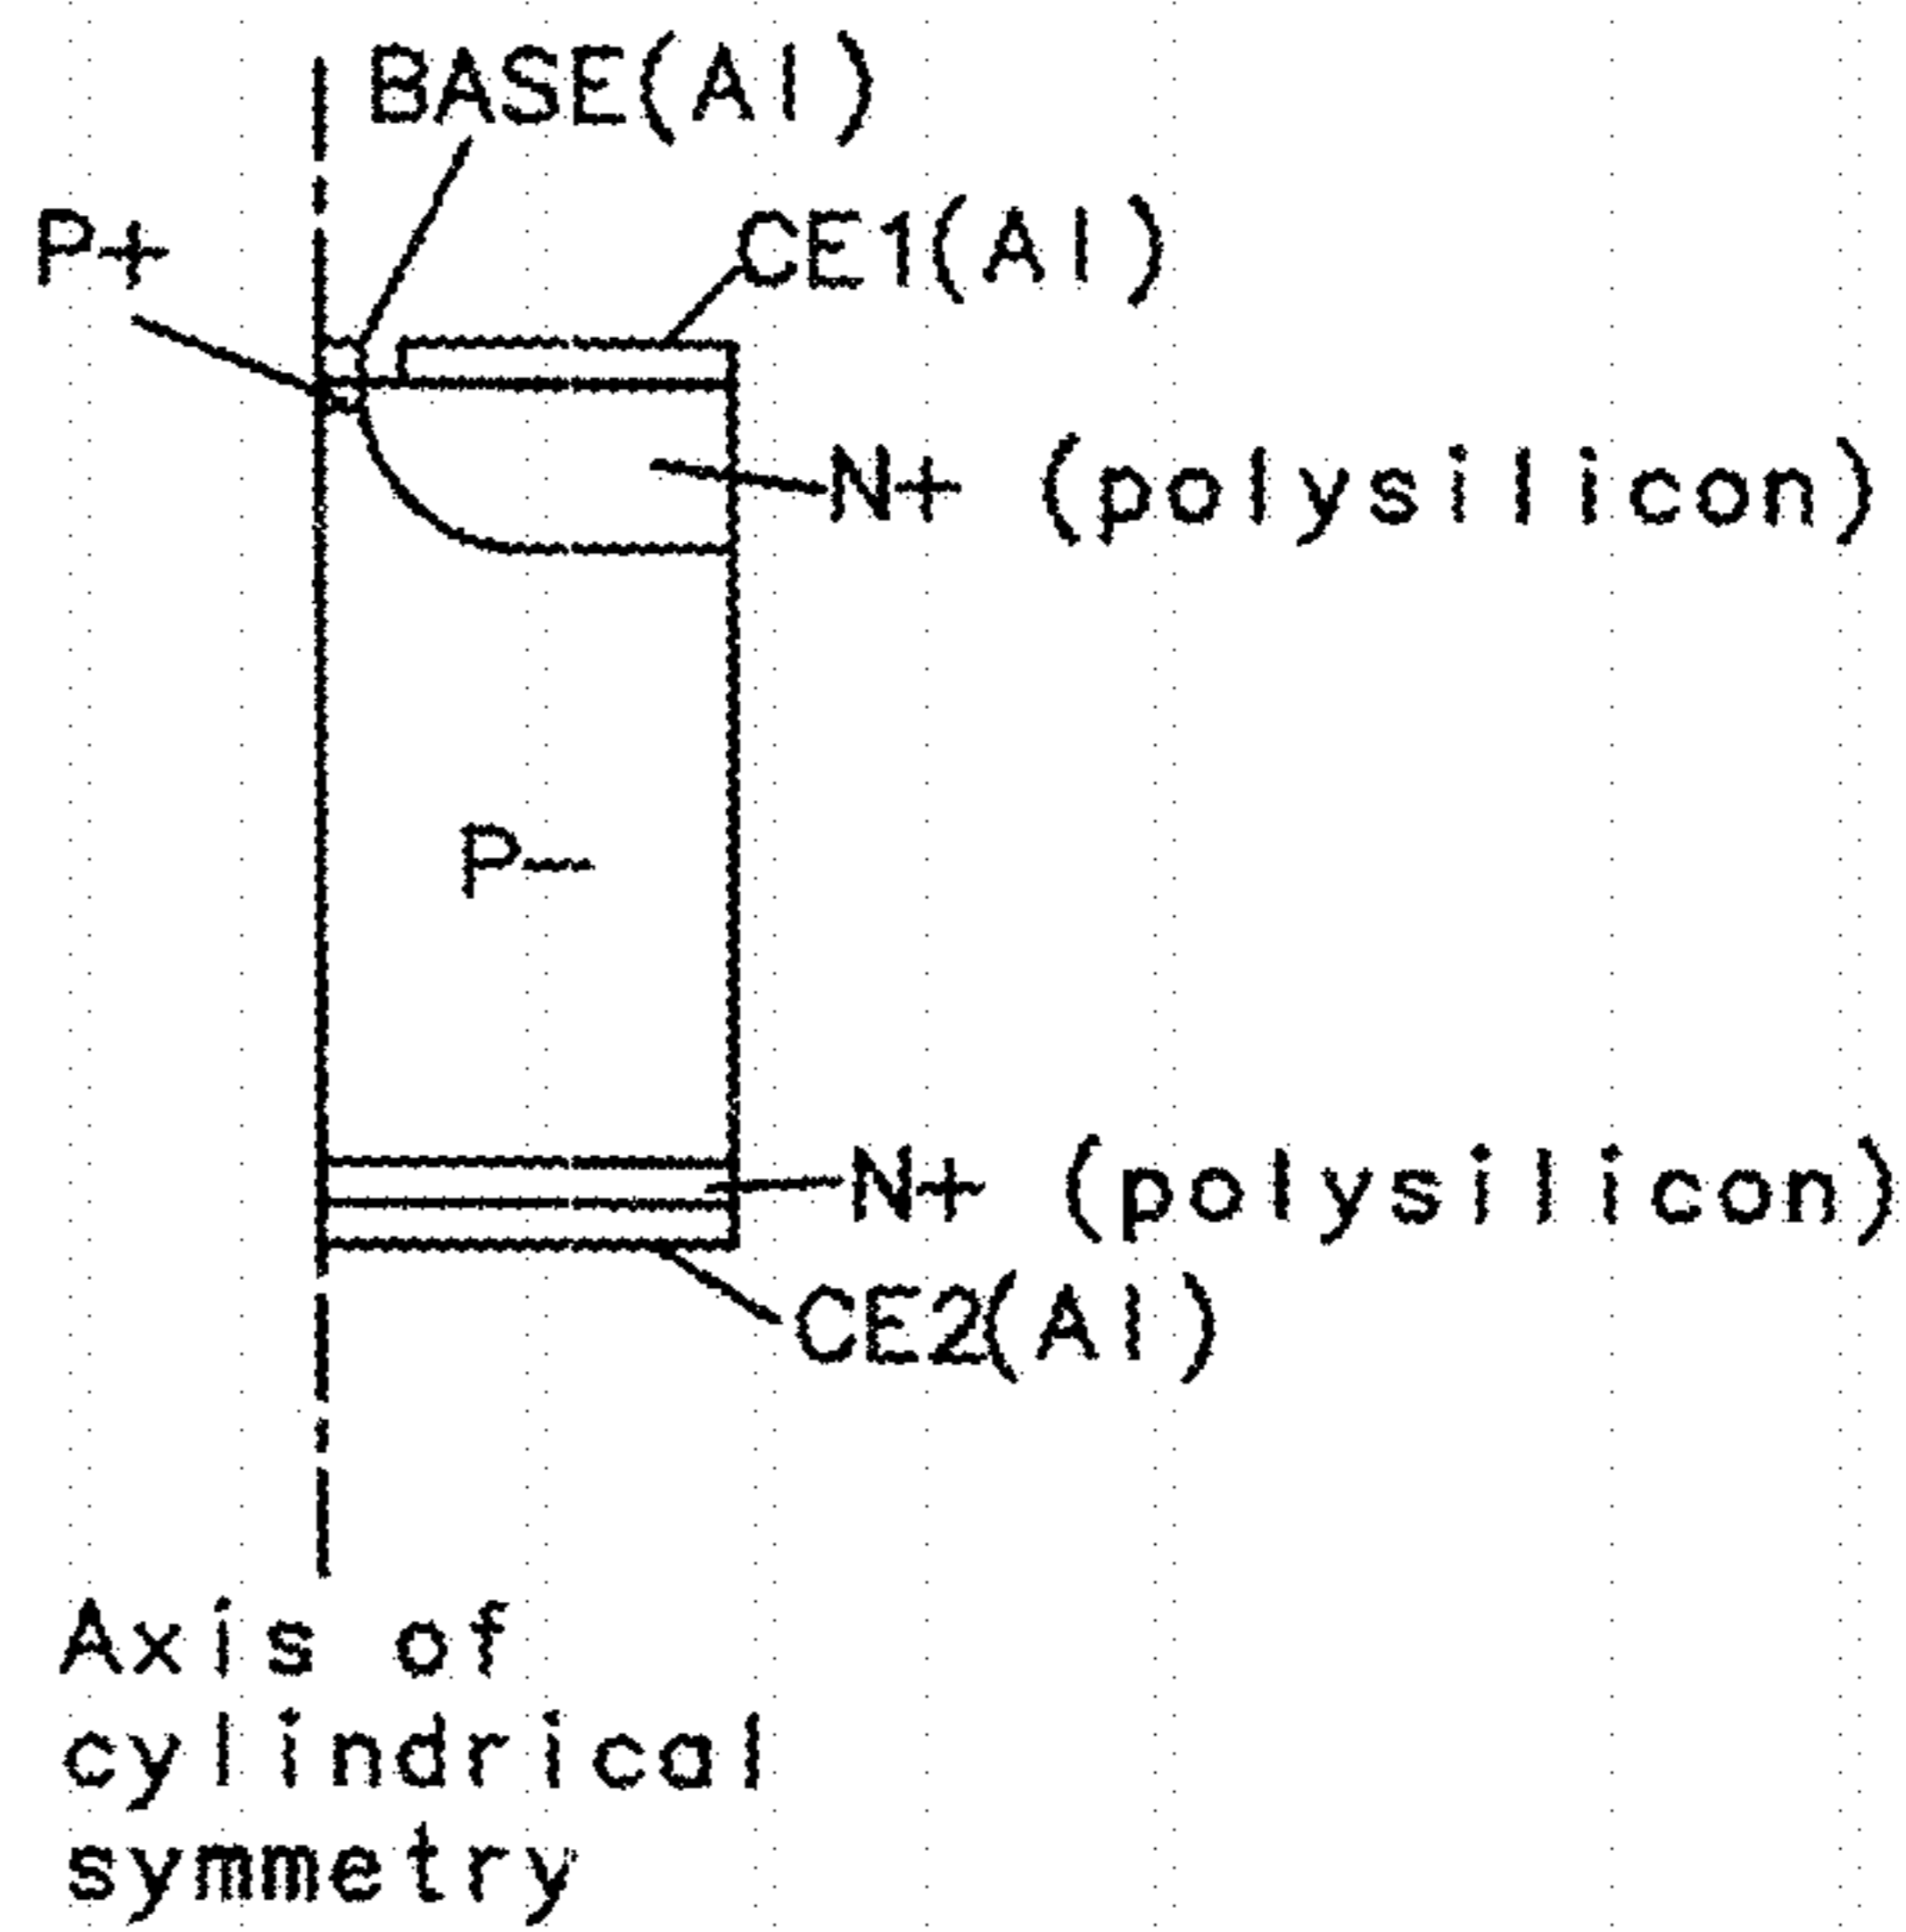 BASE(Al)
P+
CE1(Al)
N+ (polysilicon)
P-
N+ (polysilicon)
CE2(Al)
Axis of
cylindrical
symmetry